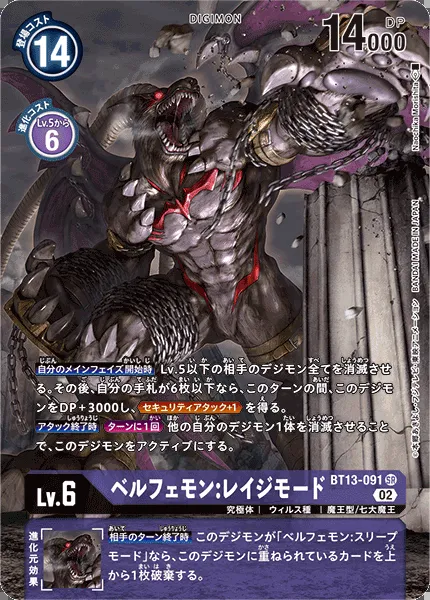 登場コスト
14
DIGIMON
DP
14000
進化コスト
Lv.5から
6
Naochika Morishita
BANDAI MADE IN JAPAN
自分のメインフェイズ開始時 Lv.5以下の相手のデジモン全てを消滅させ
る。その後、自分の手札が6枚以下なら、このターンの間、このデジモ
ンをDP+3000し、セキュリティアタック+1 を得る。
アタック終了時 ターンに1回 他の自分のデジモン1体を消滅させること
で、このデジモンをアクティブにする。
Lv.6
ベルフェモン:レイジモード
BT13-091 SR
02
究極体 | ウィルス種 | 魔王型/七大魔王
進化元効果
相手のターン終了時 このデジモンが「ベルフェモン:スリープ
モード」なら、このデジモンに重ねられているカードを上
から1枚破棄する。